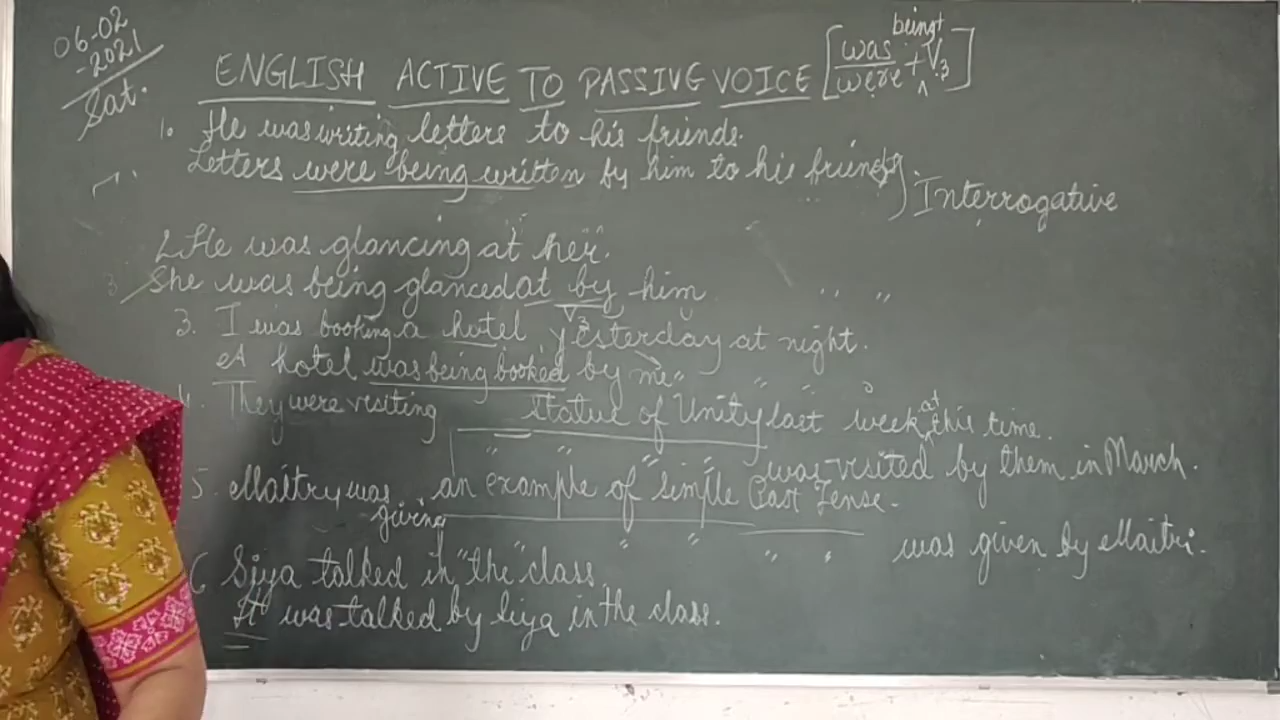 06-02
-2021
Sat.
being+
ENGLISH ACTIVE TO PASSIVE VOICE [was were + V3]
1. He was writing letters to his friends.
Letters were being written by him to his friends.
Interrogative
2. He was glancing at her.
3. She was being glanced at by him " "
V3
3. I was booking a hotel, yesterday at night.
A hotel was being booked by me " " "
4. They were visiting statue of Unity last week at this time.
" " " " was visited by them in March.
5. Maitry was giving an example of Simple Past Tense.
" " " " " was given by Maitri.
6 Siya talked in the class.
It was talked by Siya in the class.